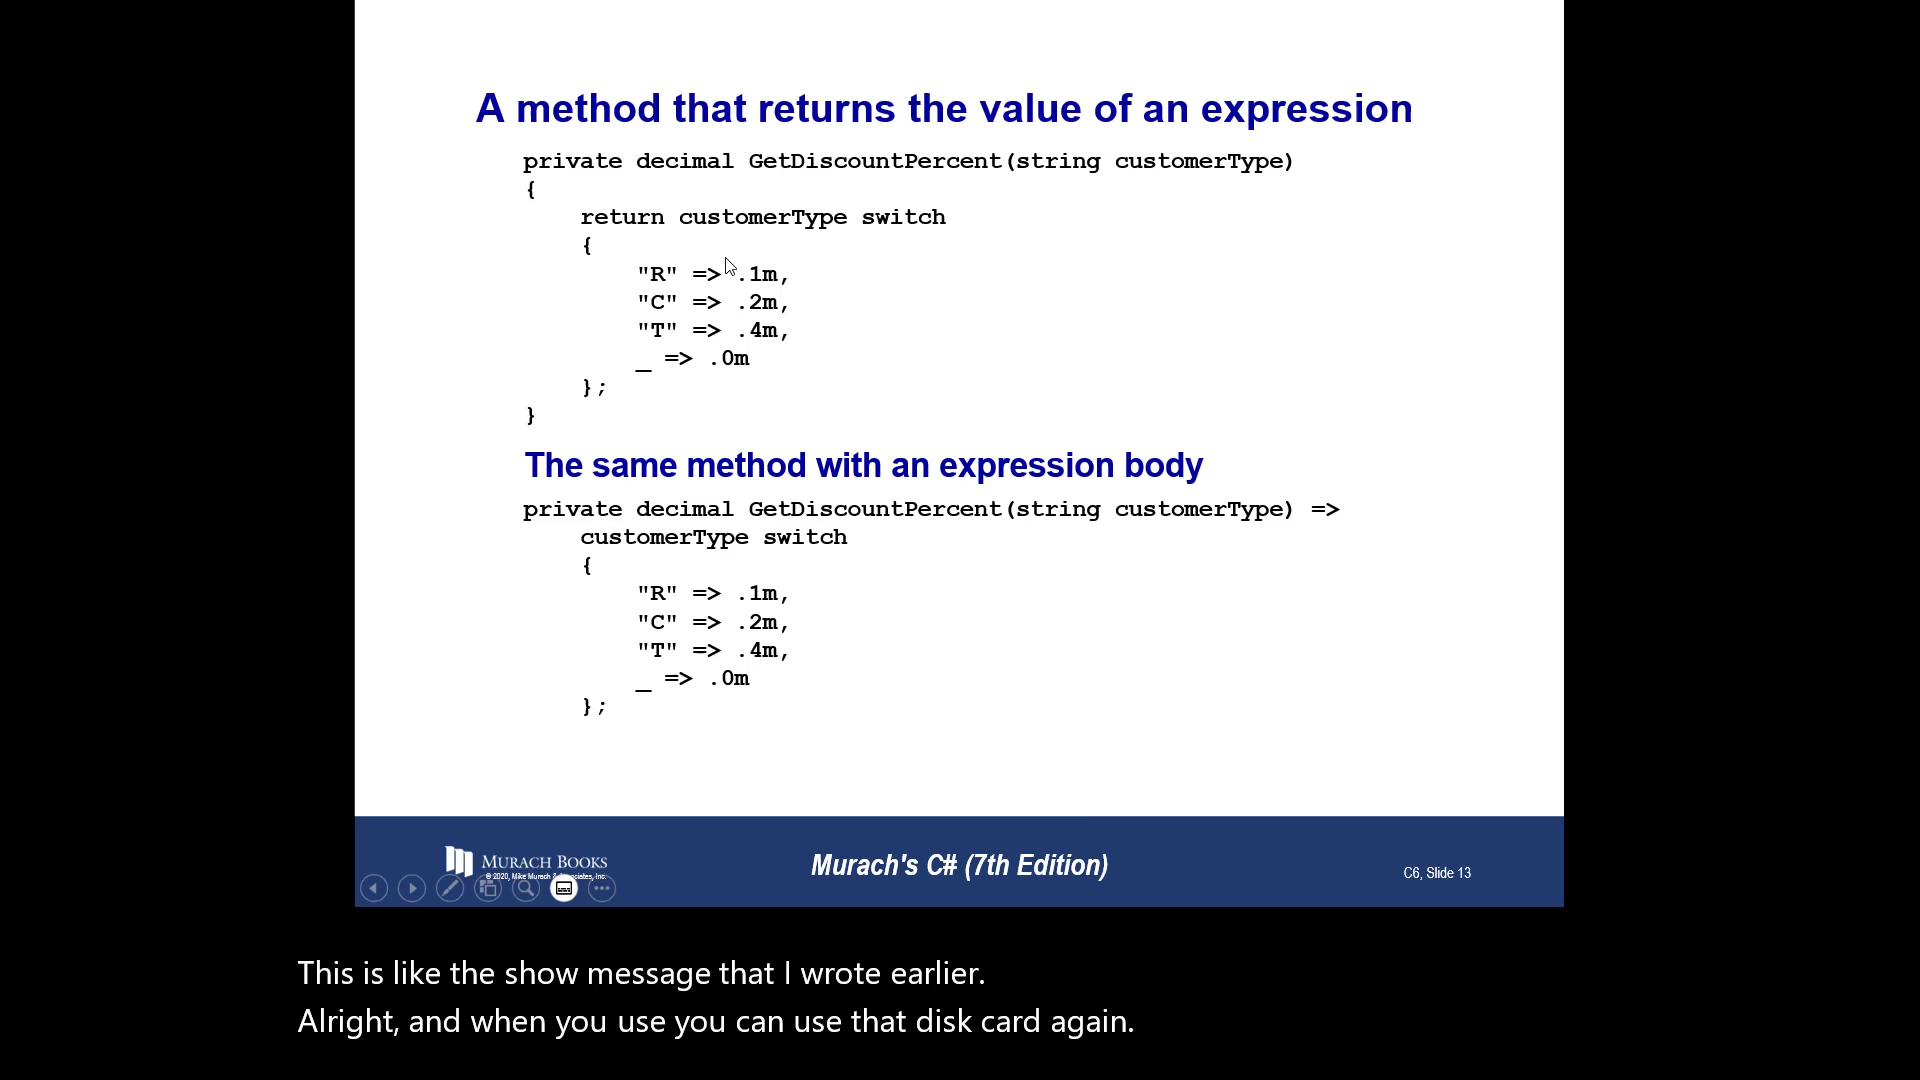 A method that returns the value of an expression
private decimal GetDiscountPercent(string customerType)
{
    return customerType switch
    {
        "R" => .1m,
        "C" => .2m,
        "T" => .4m,
        _ => .0m
    };
}
The same method with an expression body
private decimal GetDiscountPercent(string customerType) =>
    customerType switch
    {
        "R" => .1m,
        "C" => .2m,
        "T" => .4m,
        _ => .0m
    };
MURACH BOOKS
© 2020, Mike Murach & Associates, Inc.
Murach's C# (7th Edition)
C6, Slide 13
This is like the show message that I wrote earlier.
Alright, and when you use you can use that disk card again.